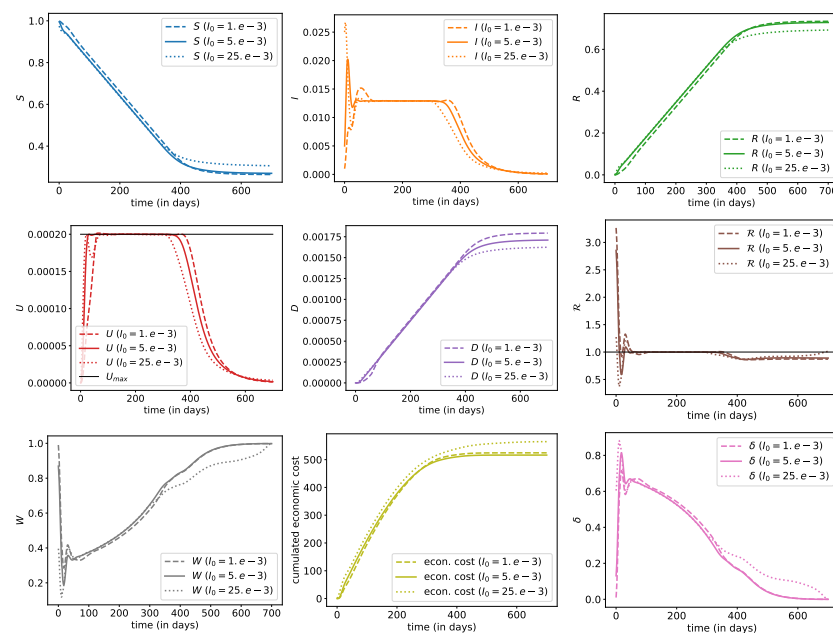 1.0
0.8
0.6
0.4
S
S (I₀ = 1. e − 3)
S (I₀ = 5. e − 3)
S (I₀ = 25. e − 3)
0 200 400 600
time (in days)
0.025
0.020
0.015
0.010
0.005
0.000
I
I (I₀ = 1. e − 3)
I (I₀ = 5. e − 3)
I (I₀ = 25. e − 3)
0 200 400 600
time (in days)
0.6
0.4
0.2
0.0
R
R (I₀ = 1. e − 3)
R (I₀ = 5. e − 3)
R (I₀ = 25. e − 3)
0 100 200 300 400 500 600 700
time (in days)
0.00020
0.00015
0.00010
0.00005
0.00000
U
U (I₀ = 1. e − 3)
U (I₀ = 5. e − 3)
U (I₀ = 25. e − 3)
Umax
0 200 400 600
time (in days)
0.00175
0.00150
0.00125
0.00100
0.00075
0.00050
0.00025
0.00000
D
D (I₀ = 1. e − 3)
D (I₀ = 5. e − 3)
D (I₀ = 25. e − 3)
0 200 400 600
time (in days)
3.0
2.5
2.0
1.5
1.0
0.5
ℛ
ℛ (I₀ = 1. e − 3)
ℛ (I₀ = 5. e − 3)
ℛ (I₀ = 25. e − 3)
0 200 400 600
time (in days)
1.0
0.8
0.6
0.4
0.2
W
W (I₀ = 1. e − 3)
W (I₀ = 5. e − 3)
W (I₀ = 25. e − 3)
0 100 200 300 400 500 600 700
time (in days)
500
400
300
200
100
0
cumulated economic cost
econ. cost (I₀ = 1. e − 3)
econ. cost (I₀ = 5. e − 3)
econ. cost (I₀ = 25. e − 3)
0 200 400 600
time (in days)
0.8
0.6
0.4
0.2
0.0
δ
δ (I₀ = 1. e − 3)
δ (I₀ = 5. e − 3)
δ (I₀ = 25. e − 3)
0 200 400 600
time (in days)